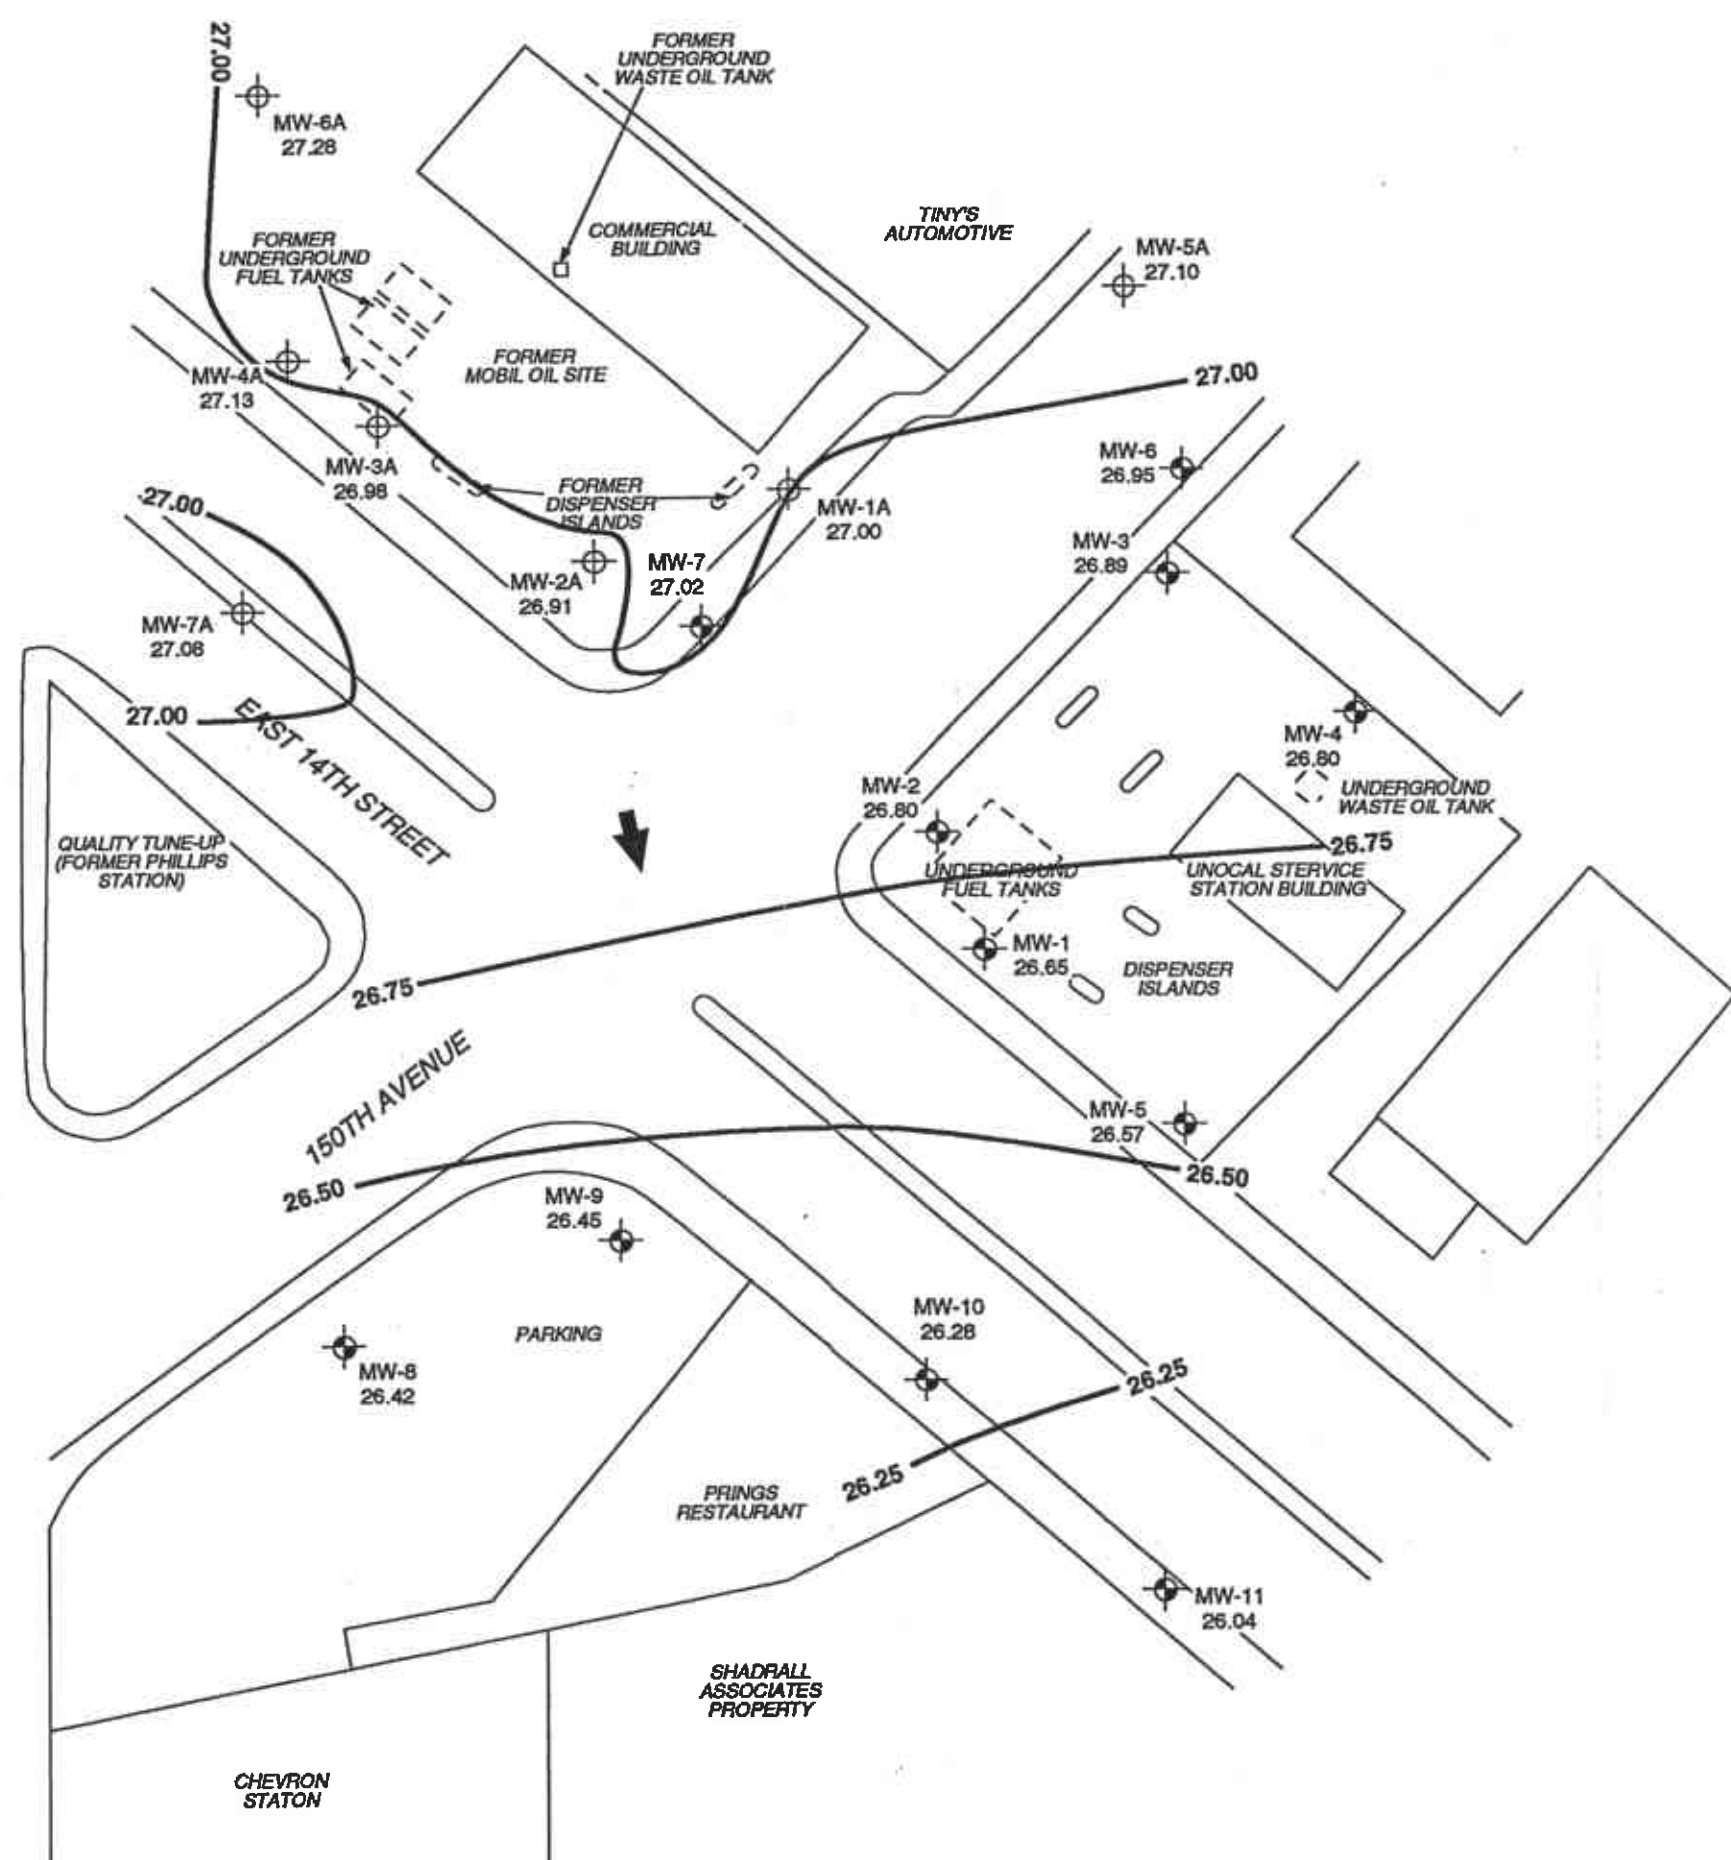 27.00
FORMER
UNDERGROUND
WASTE OIL TANK
MW-6A
27.28
TINY'S
AUTOMOTIVE
COMMERCIAL
BUILDING
FORMER
UNDERGROUND
FUEL TANKS
MW-5A
27.10
FORMER
MOBIL OIL SITE
MW-4A
27.13
27.00
MW-3A
26.98
MW-6
26.95
27.00
FORMER
DISPENSER
ISLANDS
MW-1A
27.00
MW-3
26.89
MW-2A
26.91
MW-7
27.02
MW-7A
27.08
27.00
EAST 14TH STREET
MW-4
26.80
MW-2
26.80
UNDERGROUND
WASTE OIL TANK
QUALITY TUNE-UP
(FORMER PHILLIPS
STATION)
26.75
UNDERGRSUND
FUEL TANKS
UNOCAL STERVICE
STATION BUILDING
MW-1
26.65
DISPENSER
ISLANDS
26.75
150TH AVENUE
MW-5
26.57
26.50
26.50
MW-9
26.45
MW-10
26.28
PARKING
MW-8
26.42
26.25
26.25
PRINGS
RESTAURANT
MW-11
26.04
SHADRALL
ASSOCIATES
PROPERTY
CHEVRON
STATON